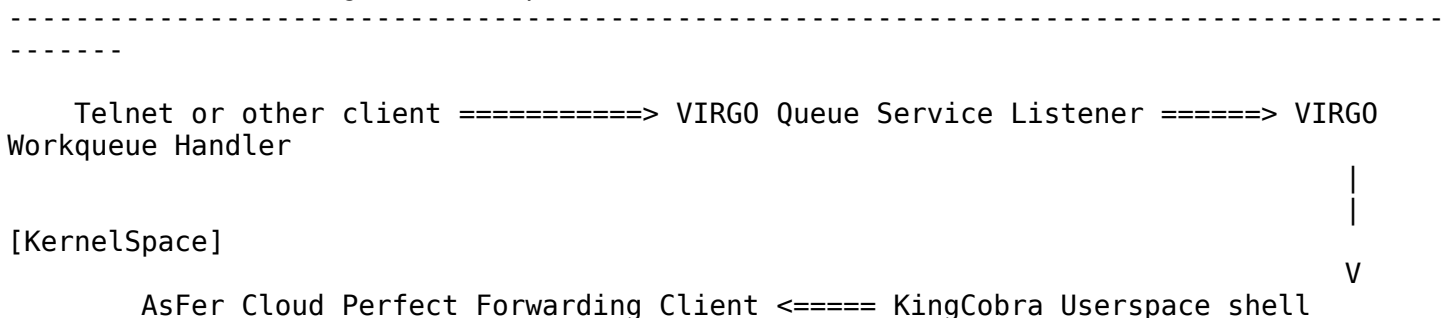 ---------------------------------------------------------------------------------------
-------
Telnet or other client ===========> VIRGO Queue Service Listener ======> VIRGO
Workqueue Handler
|
|
[KernelSpace]
V
AsFer Cloud Perfect Forwarding Client <===== KingCobra Userspace shell